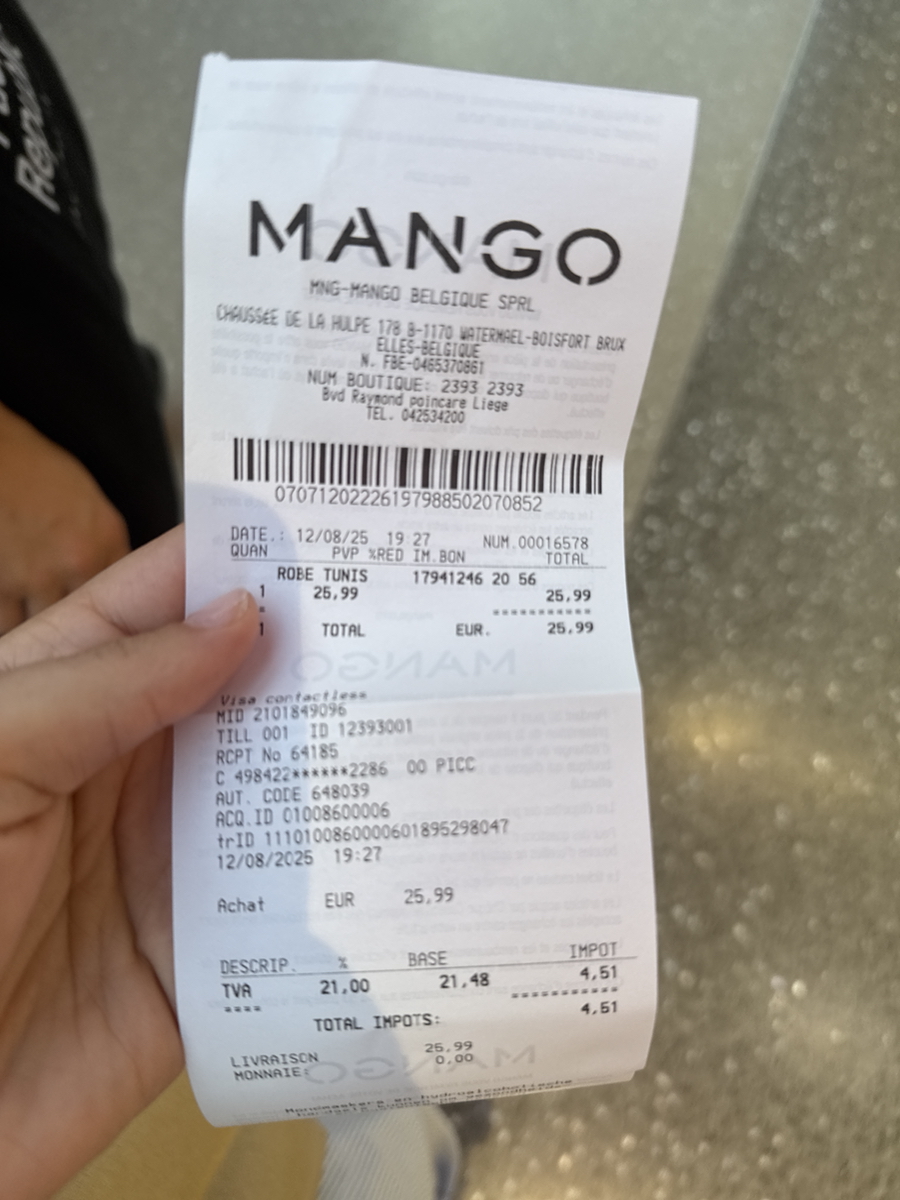 Republic
MANGO
MNG-MANGO BELGIQUE SPRL
CHAUSSéE DE LA HULPE 178 B-1170 WATERMAEL-BOISFORT BRUX
ELLES-BELGIQUE
N. FBE-0465370861
NUM BOUTIQUE: 2393 2393
Bvd Raymond poincare Liege
TEL. 042534200
07071202226197988502070852
DATE.: 12/08/25 19:27 NUM.00016578
QUAN PVP %RED IM.BON TOTAL
ROBE TUNIS 17941246 20 56
1 25,99 25,99
1 TOTAL EUR. 25,99
Visa contactless
MID 2101849096
TILL 001 ID 12393001
RCPT No 64185
C 498422******2286 00 PICC
AUT. CODE 648039
ACQ.ID 01008600006
trID 1110100860000601895298047
12/08/2025 19:27
Achat EUR 25,99
DESCRIP. % BASE IMPOT
TVA 21,00 21,48 4,51
TOTAL IMPOTS: 4,51
LIVRAISON 25,99
MONNAIE: 0,00